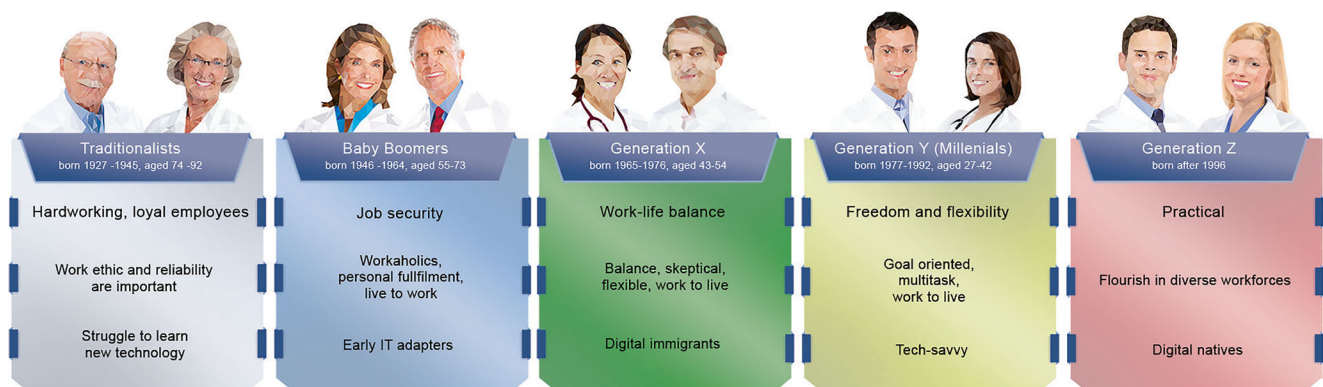 Traditionalists
born 1927 -1945, aged 74 -92
Hardworking, loyal employees
Work ethic and reliability
are important
Struggle to learn
new technology
Baby Boomers
born 1946 -1964, aged 55-73
Job security
Workaholics,
personal fullfilment,
live to work
Early IT adapters
Generation X
born 1965-1976, aged 43-54
Work-life balance
Balance, skeptical,
flexible, work to live
Digital immigrants
Generation Y (Millenials)
born 1977-1992, aged 27-42
Freedom and flexibility
Goal oriented,
multitask,
work to live
Tech-savvy
Generation Z
born after 1996
Practical
Flourish in diverse workforces
Digital natives